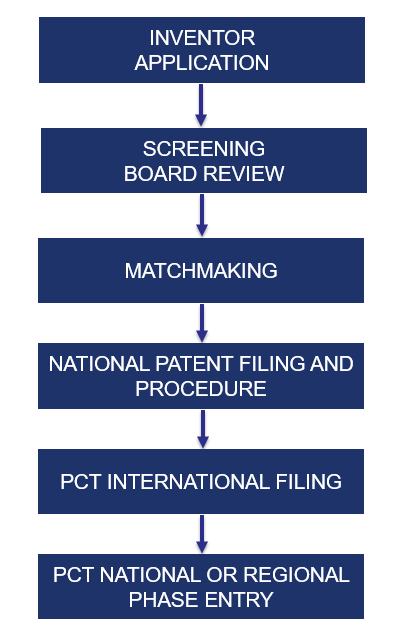 INVENTOR
APPLICATION
SCREENING
BOARD REVIEW
MATCHMAKING
NATIONAL PATENT FILING AND
PROCEDURE
PCT INTERNATIONAL FILING
PCT NATIONAL OR REGIONAL
PHASE ENTRY